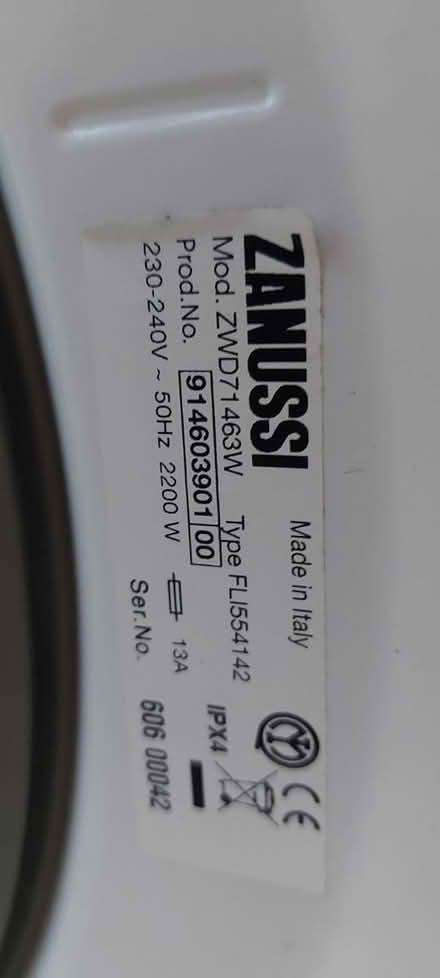 ZANUSSI Made in Italy CE
Mod. ZWD71463W Type FLI554142
Prod.No. 914603901 00 IPX4
230-240V ~ 50Hz 2200 W 13A
Ser.No. 606 00042